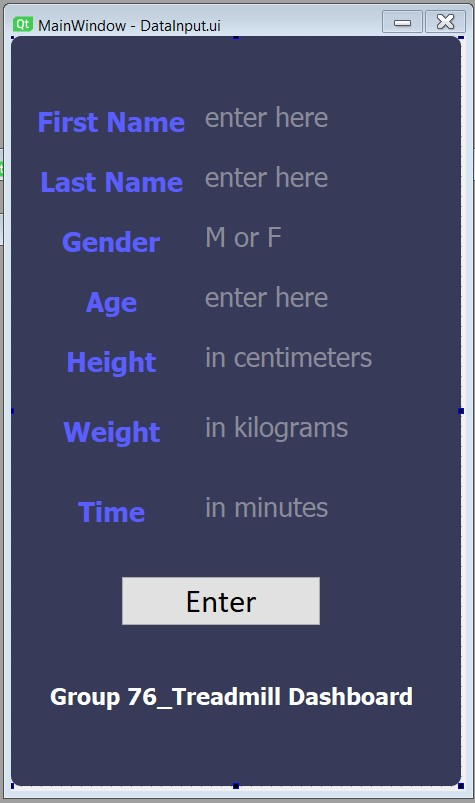 Qt MainWindow - DataInput.ui
First Name enter here
Last Name enter here
Gender M or F
Age enter here
Height in centimeters
Weight in kilograms
Time in minutes
Enter
Group 76_Treadmill Dashboard